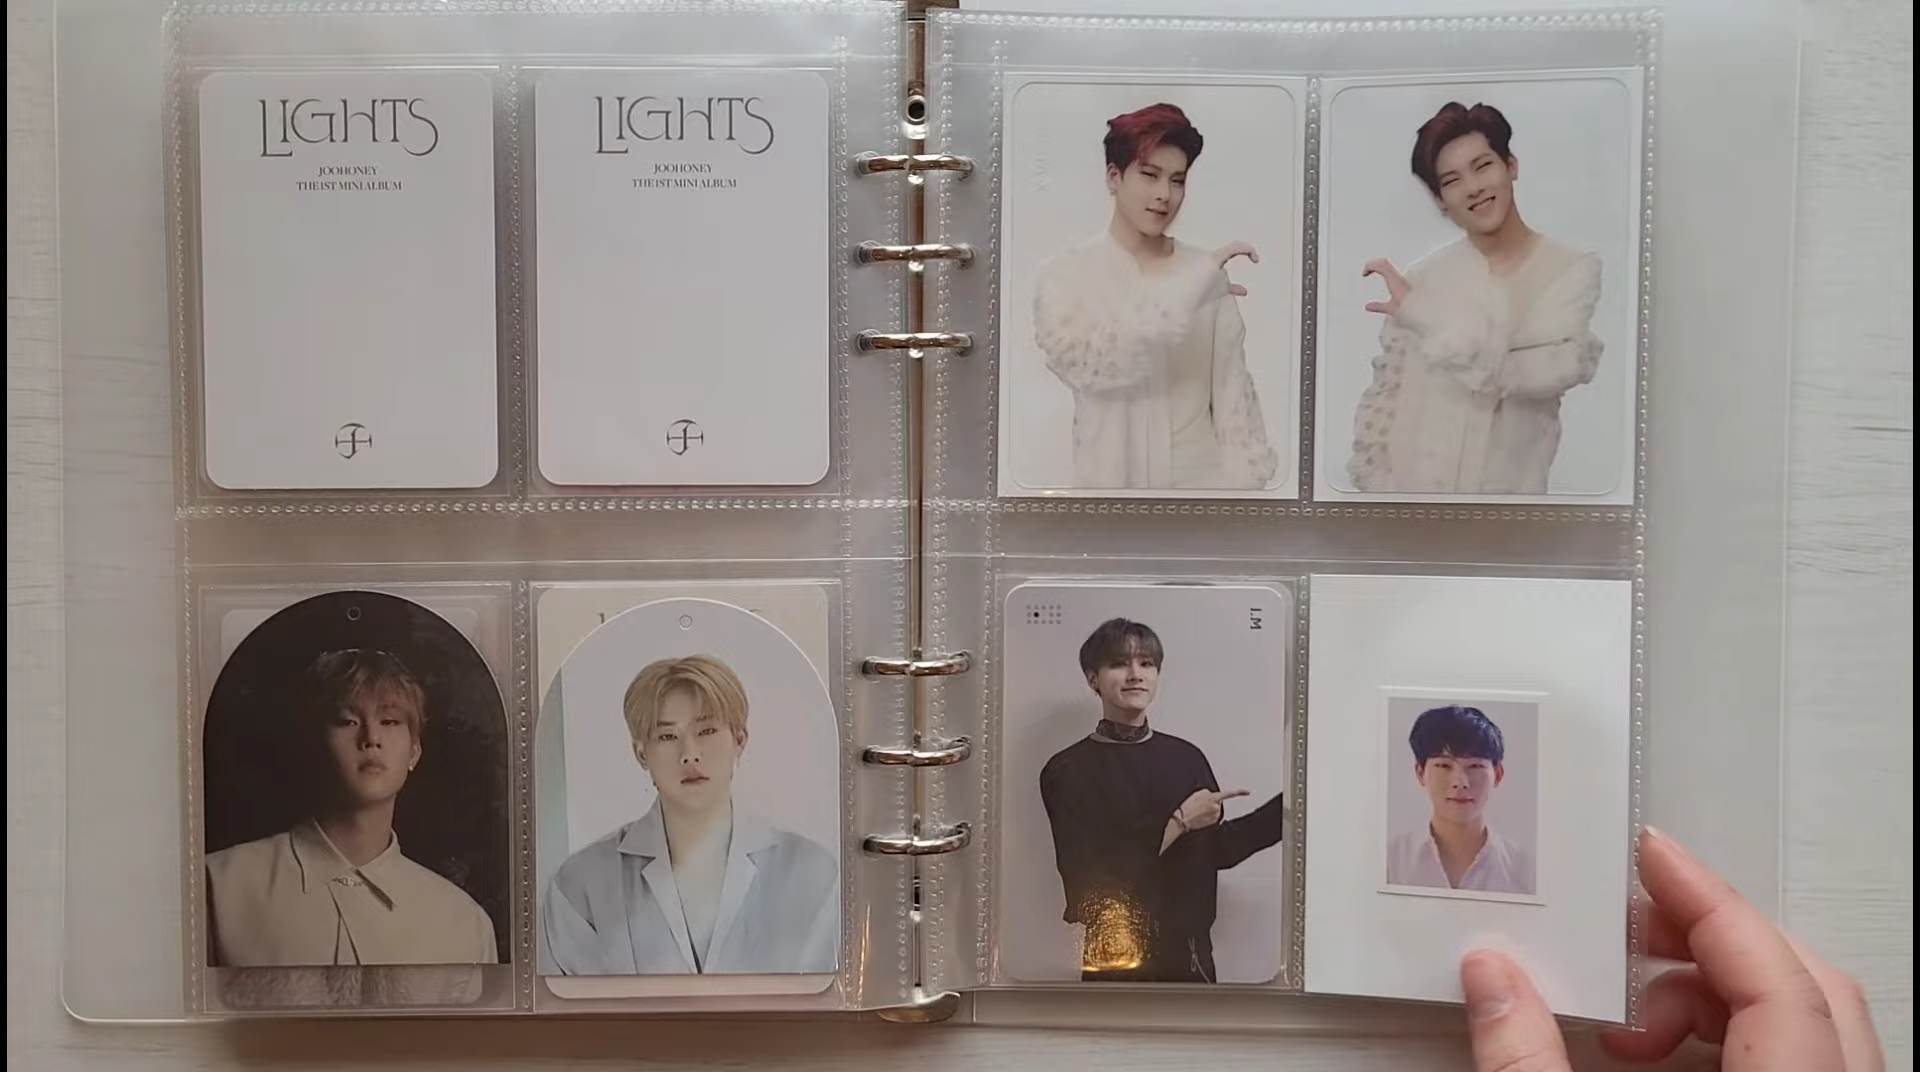 LIGHTS
JOOHONEY
THE 1ST MINI ALBUM
LIGHTS
JOOHONEY
THE 1ST MINI ALBUM
I.M